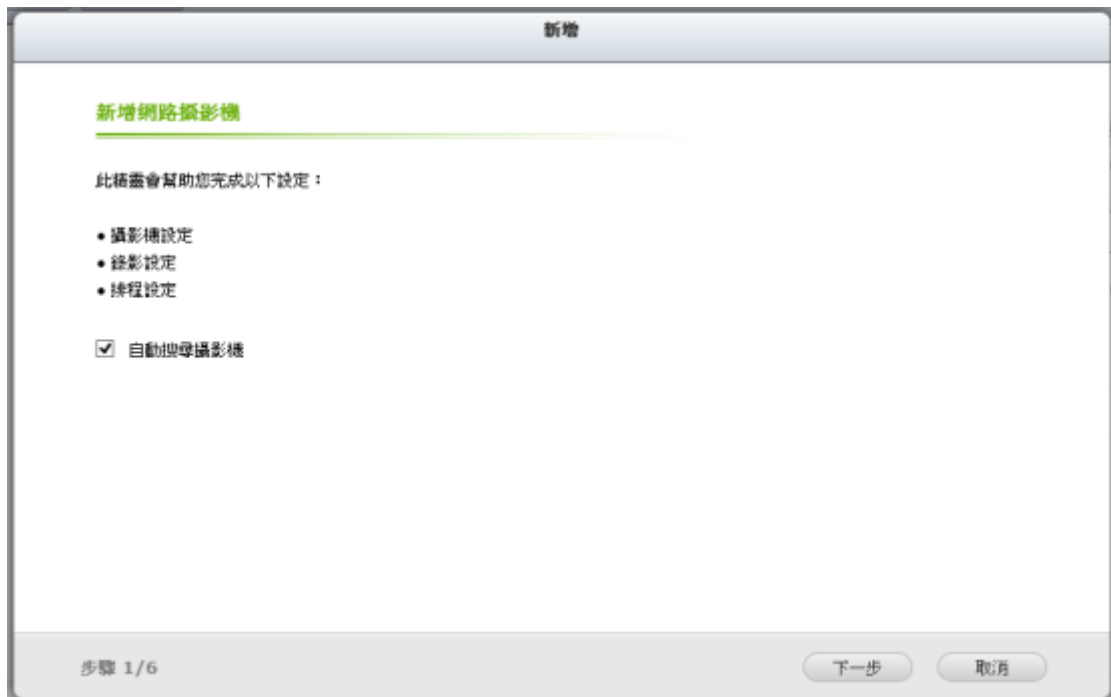 新增
新增網路攝影機
此精靈會幫助您完成以下設定：
• 攝影機設定
• 錄影設定
• 排程設定
自動搜尋攝影機
步驟 1/6
下一步
取消